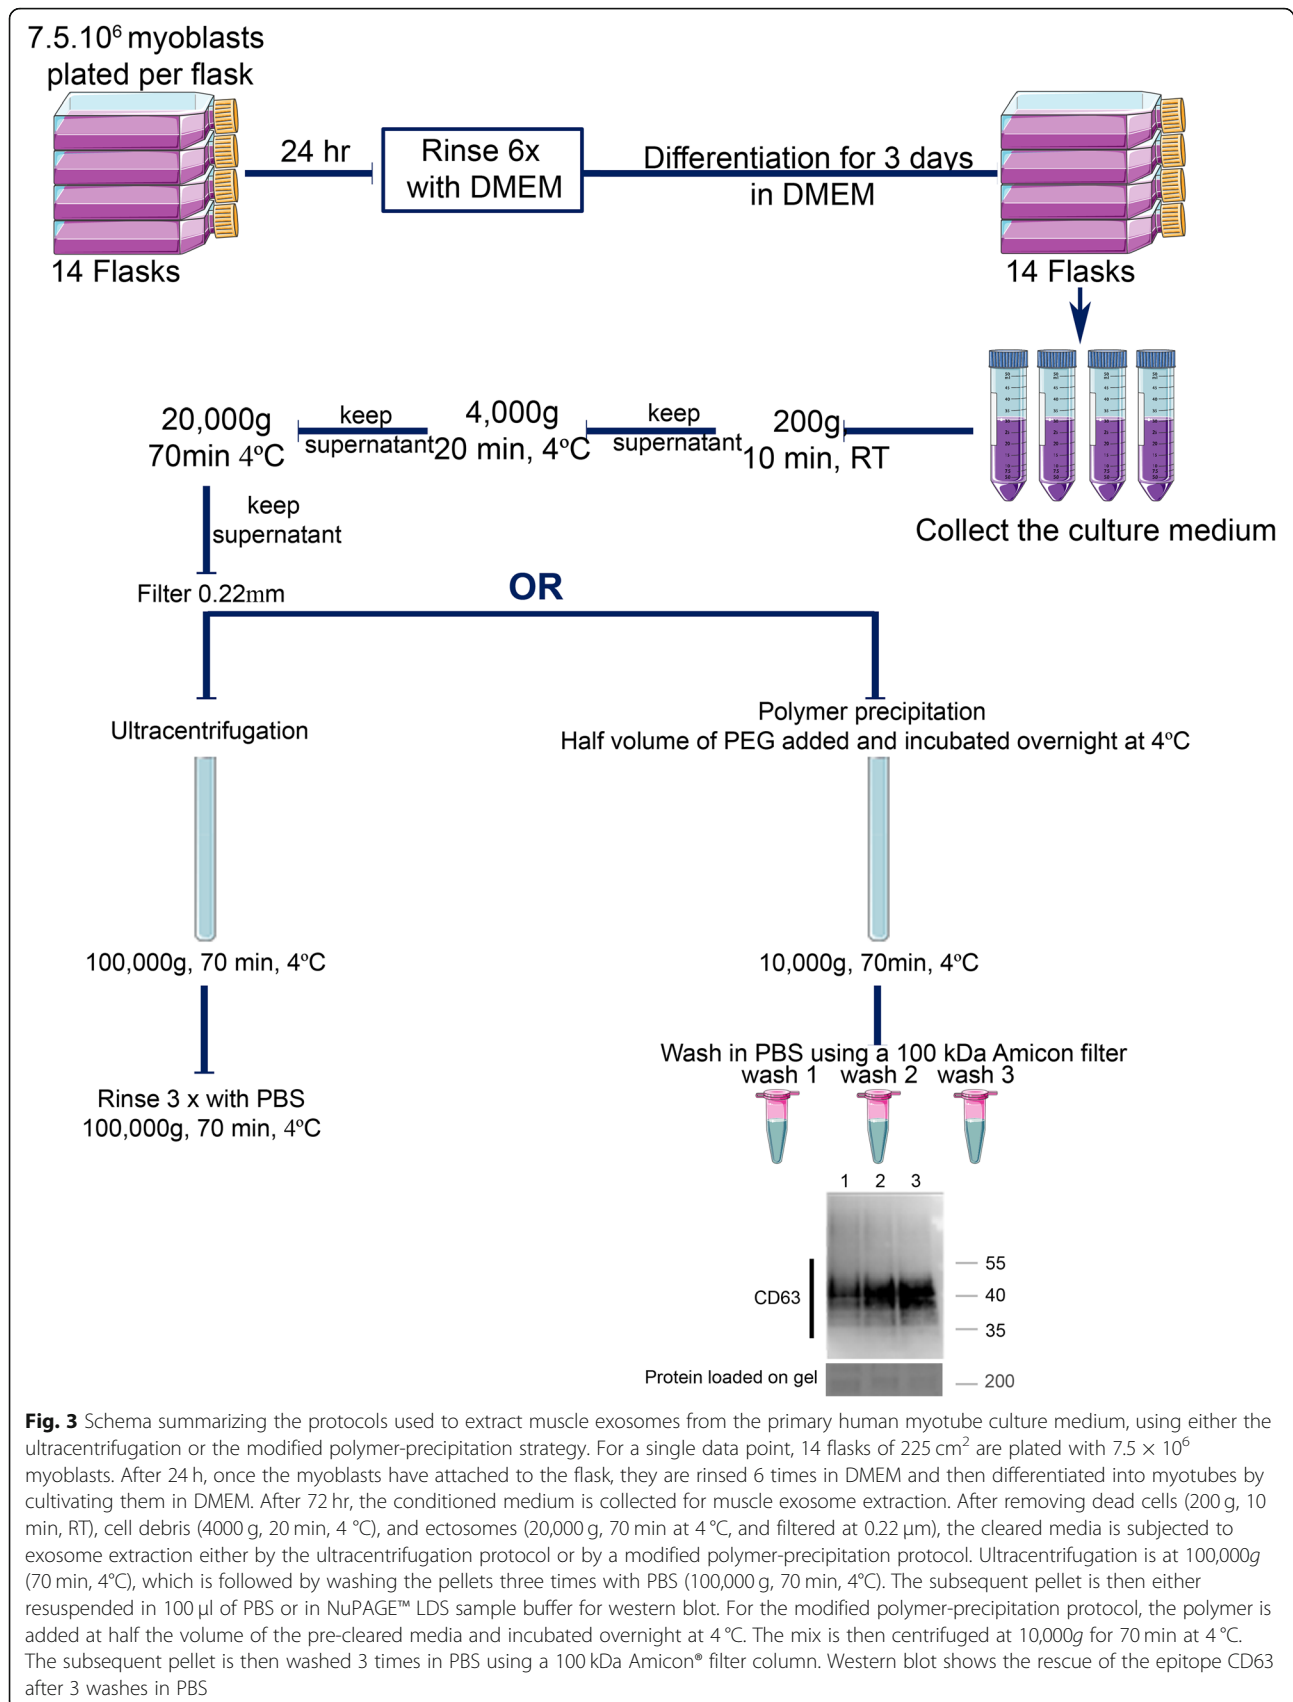 7.5.10⁶ myoblasts
plated per flask
24 hr
Rinse 6x
with DMEM
Differentiation for 3 days
in DMEM
14 Flasks
14 Flasks
20,000g
70min 4ºC
keep
supernatant
4,000g
20 min, 4ºC
keep
supernatant
200g
10 min, RT
Collect the culture medium
keep
supernatant
Filter 0.22mm
OR
Ultracentrifugation
Polymer precipitation
Half volume of PEG added and incubated overnight at 4ºC
100,000g, 70 min, 4ºC
10,000g, 70min, 4ºC
Rinse 3 x with PBS
100,000g, 70 min, 4ºC
Wash in PBS using a 100 kDa Amicon filter
wash 1 wash 2 wash 3
1 2 3
55
CD63
40
35
Protein loaded on gel
200
Fig. 3 Schema summarizing the protocols used to extract muscle exosomes from the primary human myotube culture medium, using either the
ultracentrifugation or the modified polymer-precipitation strategy. For a single data point, 14 flasks of 225 cm² are plated with 7.5 × 10⁶
myoblasts. After 24 h, once the myoblasts have attached to the flask, they are rinsed 6 times in DMEM and then differentiated into myotubes by
cultivating them in DMEM. After 72 hr, the conditioned medium is collected for muscle exosome extraction. After removing dead cells (200 g, 10
min, RT), cell debris (4000 g, 20 min, 4 °C), and ectosomes (20,000 g, 70 min at 4 °C, and filtered at 0.22 μm), the cleared media is subjected to
exosome extraction either by the ultracentrifugation protocol or by a modified polymer-precipitation protocol. Ultracentrifugation is at 100,000g
(70 min, 4°C), which is followed by washing the pellets three times with PBS (100,000 g, 70 min, 4°C). The subsequent pellet is then either
resuspended in 100 μl of PBS or in NuPAGE™ LDS sample buffer for western blot. For the modified polymer-precipitation protocol, the polymer is
added at half the volume of the pre-cleared media and incubated overnight at 4 °C. The mix is then centrifuged at 10,000g for 70 min at 4 °C.
The subsequent pellet is then washed 3 times in PBS using a 100 kDa Amicon® filter column. Western blot shows the rescue of the epitope CD63
after 3 washes in PBS